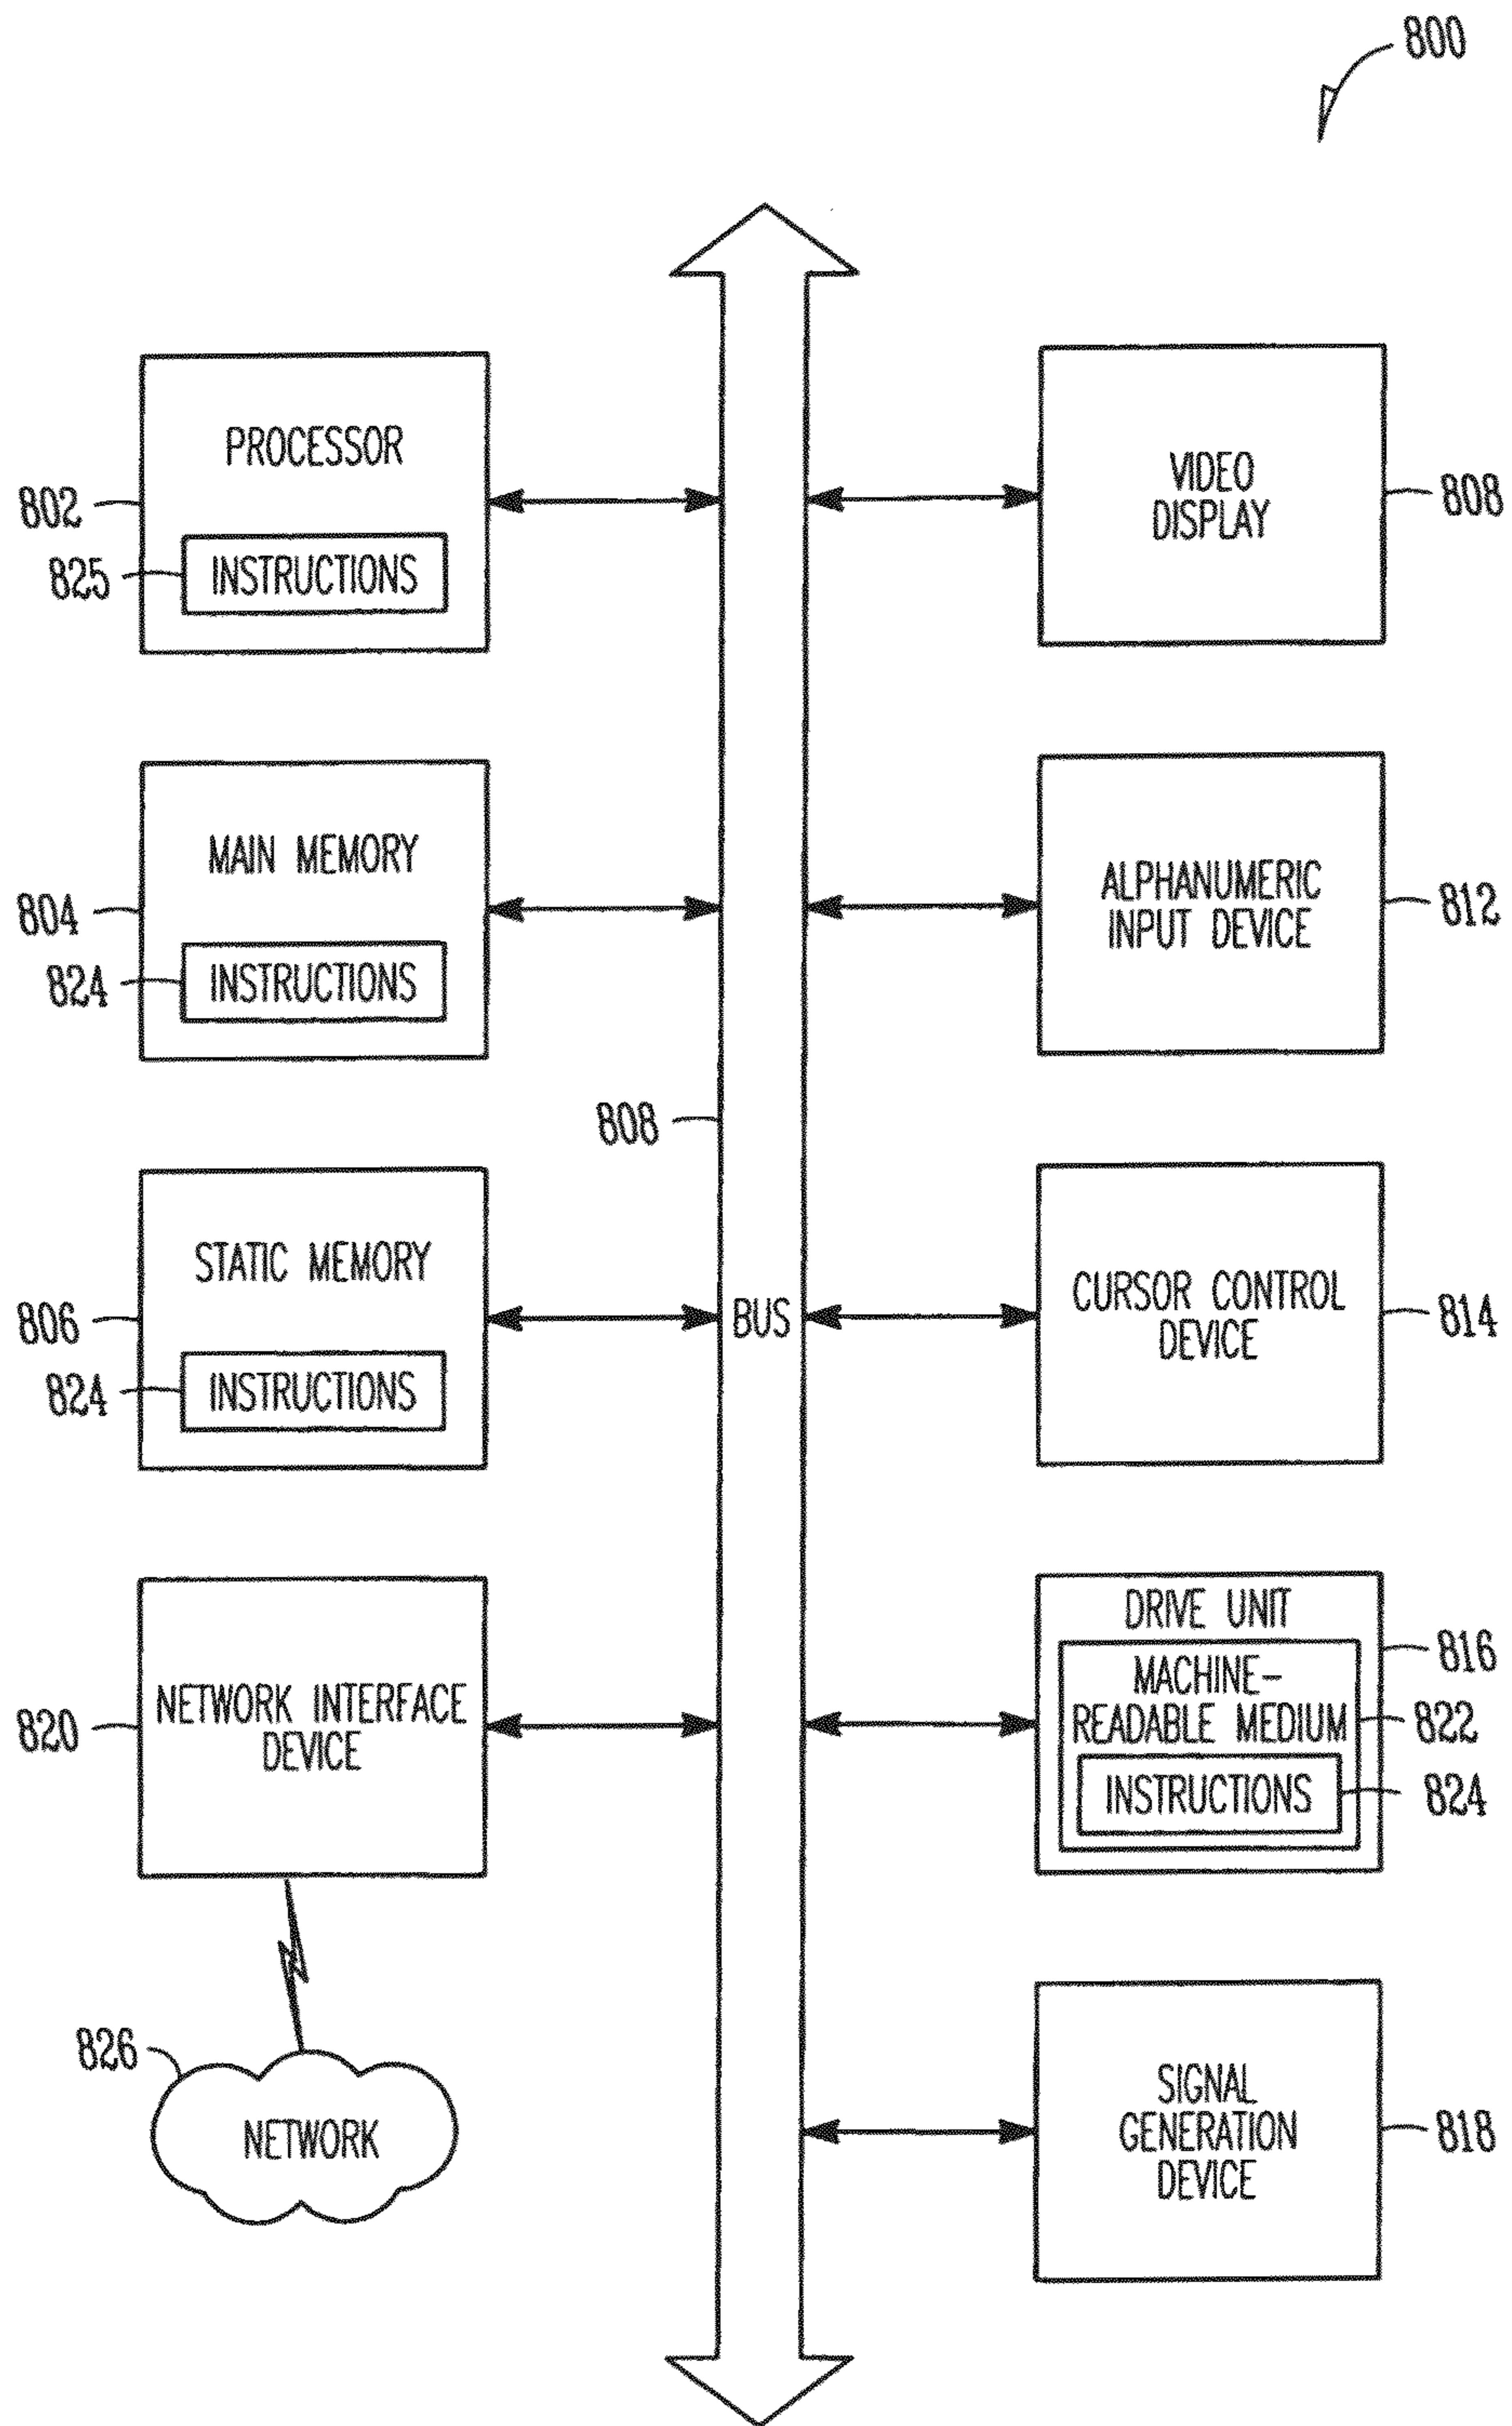 800
PROCESSOR
802
825
INSTRUCTIONS
VIDEO
DISPLAY
808
MAIN MEMORY
804
824
INSTRUCTIONS
ALPHANUMERIC
INPUT DEVICE
812
808
STATIC MEMORY
806
824
INSTRUCTIONS
BUS
CURSOR CONTROL
DEVICE
814
NETWORK INTERFACE
DEVICE
820
DRIVE UNIT
816
MACHINE-
READABLE MEDIUM
822
INSTRUCTIONS
824
826
NETWORK
SIGNAL
GENERATION
DEVICE
818